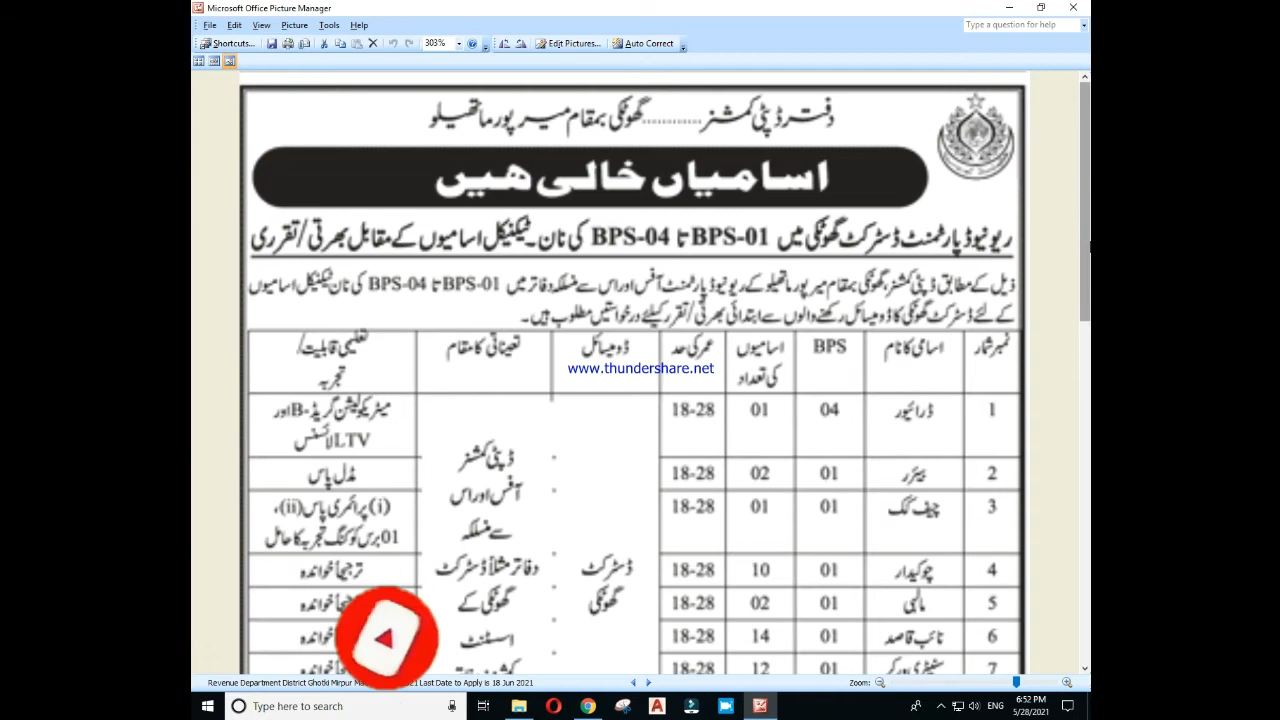 Microsoft Office Picture Manager
File Edit View Picture Tools Help
Type a question for help
Shortcuts... 303% Edit Pictures... Auto Correct
دفتر ڈپٹی کمشنر ............ گھوٹکی بمقام میرپور ماتھیلو
اسامیاں خالی ھیں
ریونیو ڈپارٹمنٹ ڈسٹرکٹ گھوٹکی میں BPS-01 تا BPS-04 کی نان۔ٹیکنیکل اسامیوں کے مقابل بھرتی/تقرری
ذیل کے مطابق ڈپٹی کمشنر، گھوٹکی بمقام میرپور ماتھیلو کے ریونیو ڈپارٹمنٹ آفس اور اس سے منسلکہ دفاتر میں BPS-01 تا BPS-04 کی نان ٹیکنیکل اسامیوں
کے لئے ڈسٹرکٹ گھوٹکی کا ڈومیسائل رکھنے والوں سے ابتدائی بھرتی/تقرر کیلئے درخواستیں مطلوب ہیں۔
نمبر شمار اسامی کا نام BPS اسامیوں کی تعداد عمر کی حد ڈومیسائل تعیناتی کا مقام تعلیمی قابلیت/ تجربہ
www.thundershare.net
1 ڈرائیور 04 01 18-28 میٹریکولیشن گریڈ-B اور LTV لائسنس
2 بیئرر 01 02 18-28 مڈل پاس
3 چیف کک 01 01 18-28 (i) پرائمری پاس (ii)، 01 برس کوکنگ تجربہ کا حامل
4 چوکیدار 01 10 18-28 ترجیحاً خواندہ
5 مالہی 01 02 18-28 خواندہ
6 نائب قاصد 01 14 18-28 خواندہ
7 سنیٹری ورکر 01 12 18-28
ڈسٹرکٹ
گھوٹکی
ڈپٹی کمشنر
آفس اور اس
سے منسلکہ
دفاتر مثلاً ڈسٹرکٹ
گھوٹکی کے
اسسٹنٹ
Revenue Department District Ghotki Mirpur 2021 Last Date to Apply is 18 Jun 2021
Zoom:
Type here to search
ENG
6:52 PM
5/28/2021